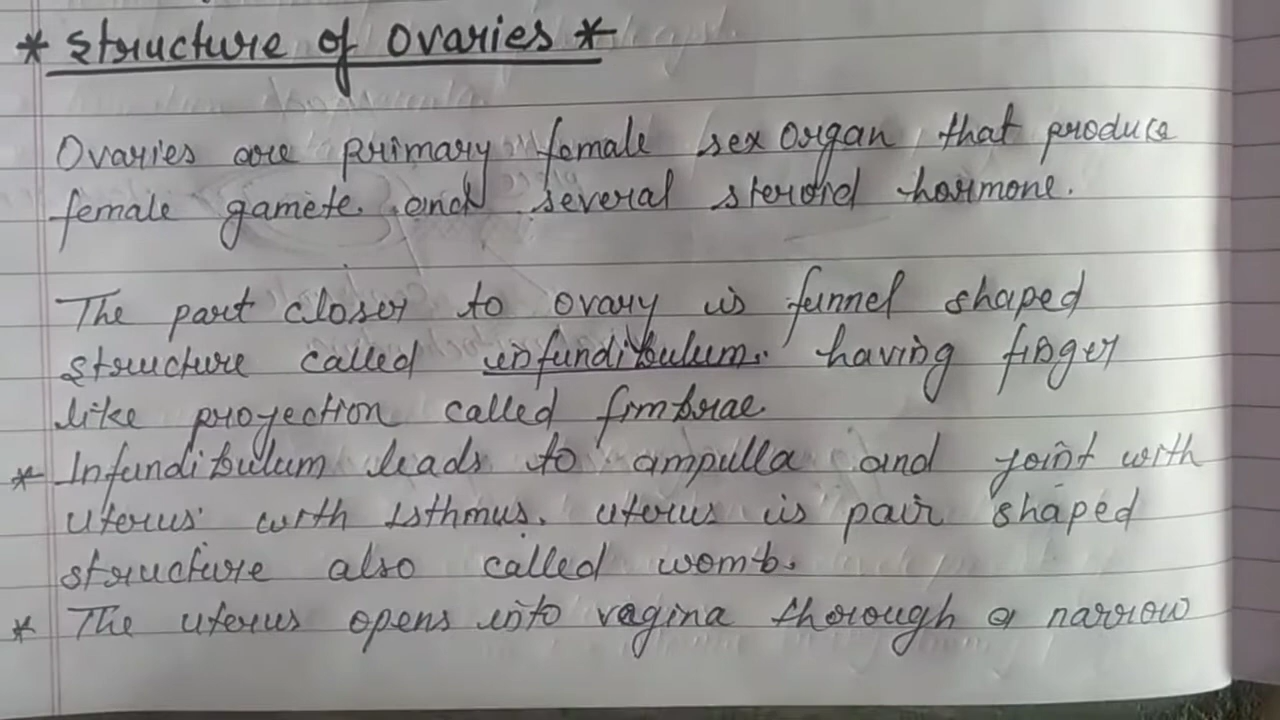 * Structure of Ovaries *
Ovaries are primary female sex organ that produce
female gamete. and several steroid hormone.
The part closer to ovary is funnel shaped
structure called infundibulum. having finger
like projection called fimbrae
* Infundibulum leads to ampulla and joint with
uterus with Isthmus. uterus is pair shaped
structure also called womb.
* The uterus opens into vagina thorough a narrow